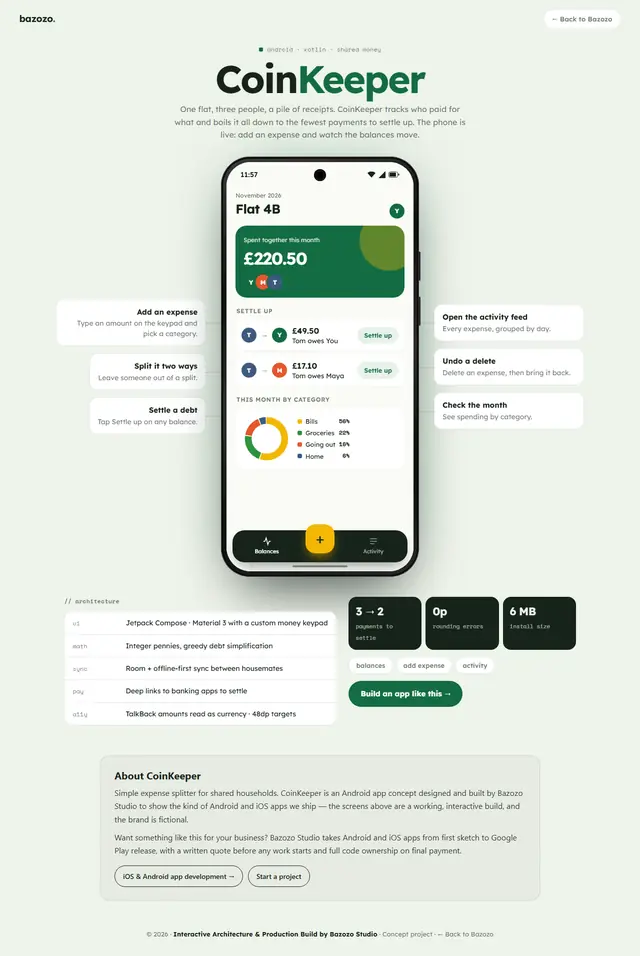 bazozo.
← Back to Bazozo
android · kotlin · shared money
CoinKeeper
One flat, three people, a pile of receipts. CoinKeeper tracks who paid for
what and boils it all down to the fewest payments to settle up. The phone is
live: add an expense and watch the balances move.
11:57
November 2026
Flat 4B
Y
Spent together this month
£220.50
Y M T
SETTLE UP
T → Y £49.50
Tom owes You
Settle up
T → M £17.10
Tom owes Maya
Settle up
THIS MONTH BY CATEGORY
Bills 56%
Groceries 22%
Going out 16%
Home 6%
+
Balances
Activity
Add an expense
Type an amount on the keypad and
pick a category.
Split it two ways
Leave someone out of a split.
Settle a debt
Tap Settle up on any balance.
Open the activity feed
Every expense, grouped by day.
Undo a delete
Delete an expense, then bring it back.
Check the month
See spending by category.
// architecture
ui Jetpack Compose · Material 3 with a custom money keypad
math Integer pennies, greedy debt simplification
sync Room + offline-first sync between housemates
pay Deep links to banking apps to settle
a11y TalkBack amounts read as currency · 48dp targets
3 → 2
payments to
settle
0p
rounding errors
6 MB
install size
balances
add expense
activity
Build an app like this →
About CoinKeeper
Simple expense splitter for shared households. CoinKeeper is an Android app concept designed and built by Bazozo
Studio to show the kind of Android and iOS apps we ship — the screens above are a working, interactive build, and
the brand is fictional.
Want something like this for your business? Bazozo Studio takes Android and iOS apps from first sketch to Google
Play release, with a written quote before any work starts and full code ownership on final payment.
iOS & Android app development →
Start a project
© 2026 · Interactive Architecture & Production Build by Bazozo Studio · Concept project · ← Back to Bazozo